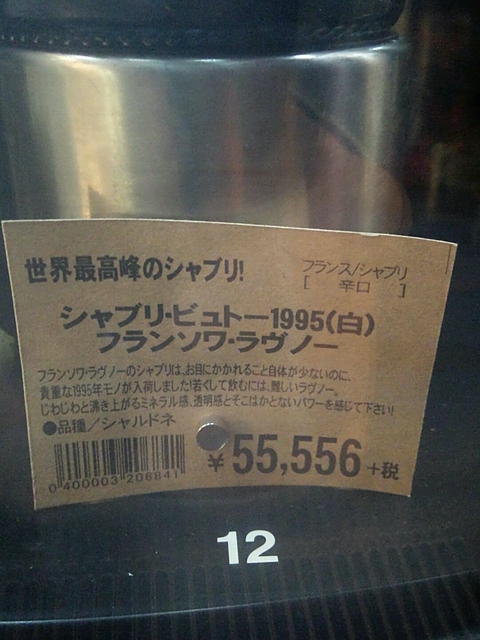 世界最高峰のシャブリ!
フランス/シャブリ
[ 辛口 ]
シャブリ・ビュトー1995(白)
フランソワ・ラヴノー
フランソワ・ラヴノーのシャブリは、お目にかかれること自体が少ないのに、
貴重な1995年モノが入荷しました!若くして飲むには、難しいラヴノー。
じわじわと沸き上がるミネラル感、透明感とそこはかとないパワーを感じて下さい!
●品種/シャルドネ
¥55,556+税
0400003206841
12